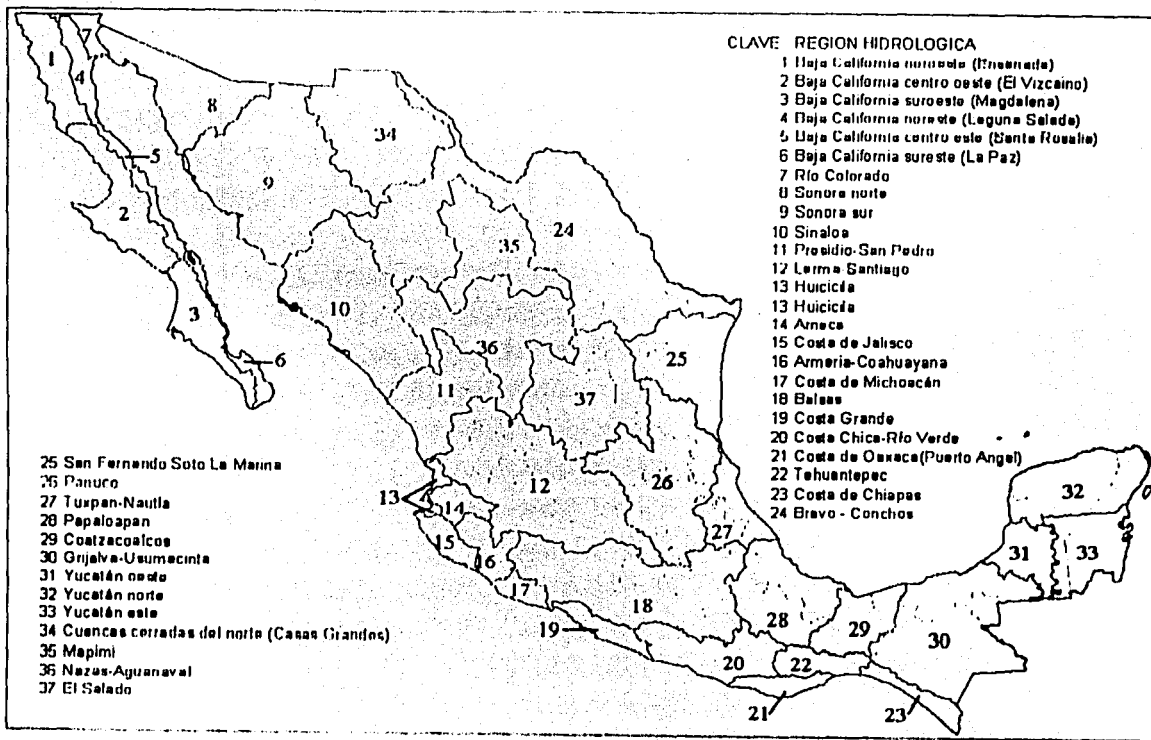 CLAVE REGION HIDROLOGICA
1 Baja California noroeste (Ensenada)
2 Baja California centro oeste (El Vizcaino)
3 Baja California suroeste (Magdalena)
4 Baja California noreste (Laguna Salada)
5 Baja California centro este (Santa Rosalia)
6 Baja California sureste (La Paz)
7 Río Colorado
8 Sonora norte
9 Sonora sur
10 Sinaloa
11 Presidio-San Pedro
12 Lerma Santiago
13 Huicicila
13 Huicicila
14 Ameca
15 Costa de Jalisco
16 Armería-Coahuayana
17 Costa de Michoacán
18 Balsas
19 Costa Grande
20 Costa Chica-Río Verde
21 Costa de Oaxaca(Puerto Angel)
22 Tehuantepec
23 Costa de Chiapas
24 Bravo - Conchos
25 San Fernando Soto La Marina
26 Panuco
27 Tuxpan-Nautla
28 Papaloapan
29 Coatzacoalcos
30 Grijalva-Usumacinta
31 Yucatán oeste
32 Yucatán norte
33 Yucatán este
34 Cuencas cerradas del norte (Casas Grandes)
35 Mapimi
36 Nazas-Aguanaval
37 El Salado
1
7
4
8
34
5
9
2
35
24
3
10
6
36
25
11
37
13
12
26
14
27
32
15
16
31
33
17
18
28
29
30
19
20
22
21
23